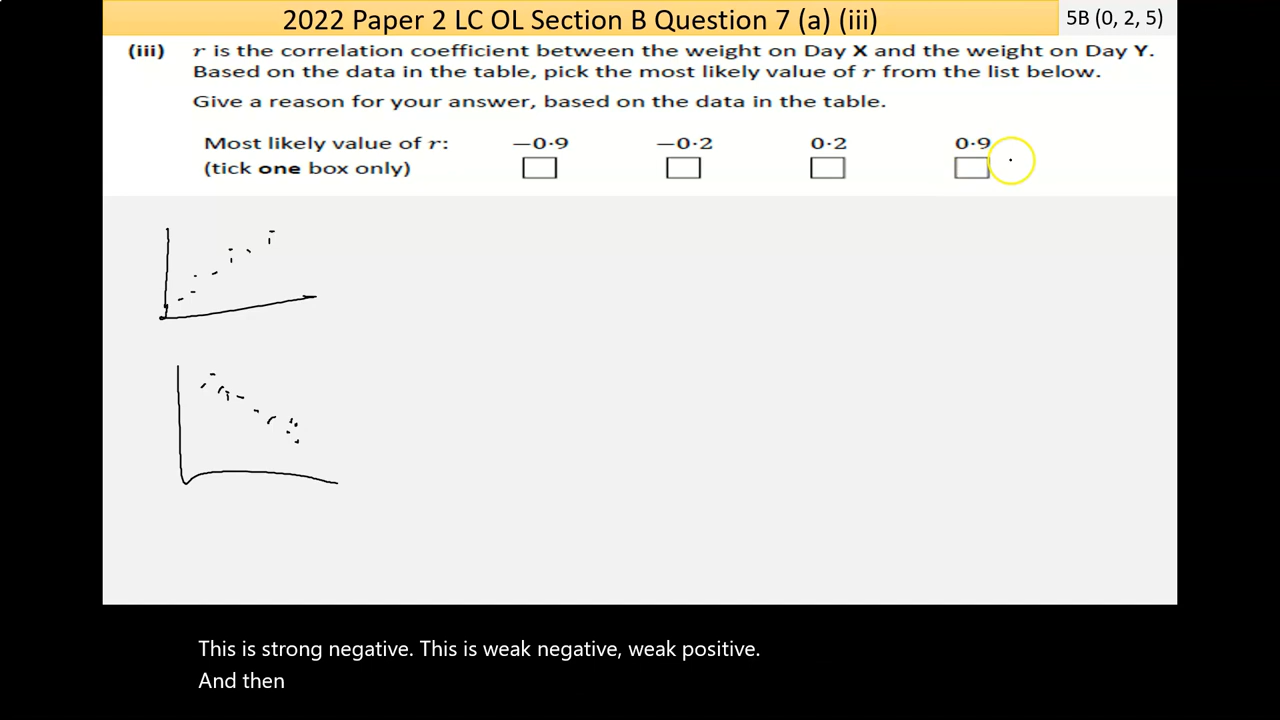 2022 Paper 2 LC OL Section B Question 7 (a) (iii)
5B (0, 2, 5)
(iii) r is the correlation coefficient between the weight on Day X and the weight on Day Y.
Based on the data in the table, pick the most likely value of r from the list below.
Give a reason for your answer, based on the data in the table.
Most likely value of r: −0·9 −0·2 0·2 0·9
(tick one box only)
This is strong negative. This is weak negative, weak positive.
And then